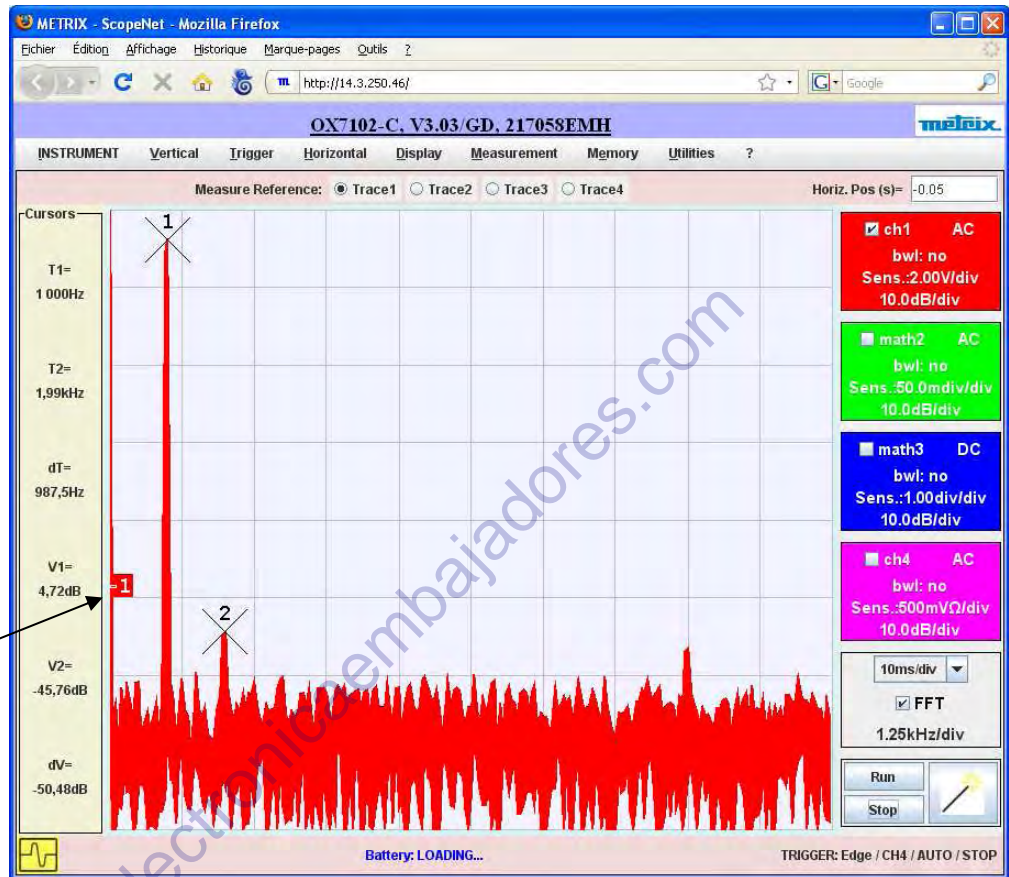 METRIX - ScopeNet - Mozilla Firefox
Fichier Édition Affichage Historique Marque-pages Outils ?
m http://14.3.250.46/ G Google
OX7102-C, V3.03/GD, 217058EMH
metrix
INSTRUMENT Vertical Trigger Horizontal Display Measurement Memory Utilities ?
Measure Reference: Trace1 Trace2 Trace3 Trace4 Horiz. Pos (s)= -0.05
Cursors
T1=
1 000Hz
T2=
1,99kHz
dT=
987,5Hz
V1=
4,72dB
V2=
-45,76dB
dV=
-50,48dB
1
-1
2
ch1 AC
bwl: no
Sens.:2.00V/div
10.0dB/div
math2 AC
bwl: no
Sens.:50.0mdiv/div
10.0dB/div
math3 DC
bwl: no
Sens.:1.00div/div
10.0dB/div
ch4 AC
bwl: no
Sens.:500mVΩ/div
10.0dB/div
10ms/div
FFT
1.25kHz/div
Run
Stop
Battery: LOADING...
TRIGGER: Edge / CH4 / AUTO / STOP
electronicaembajadores.com